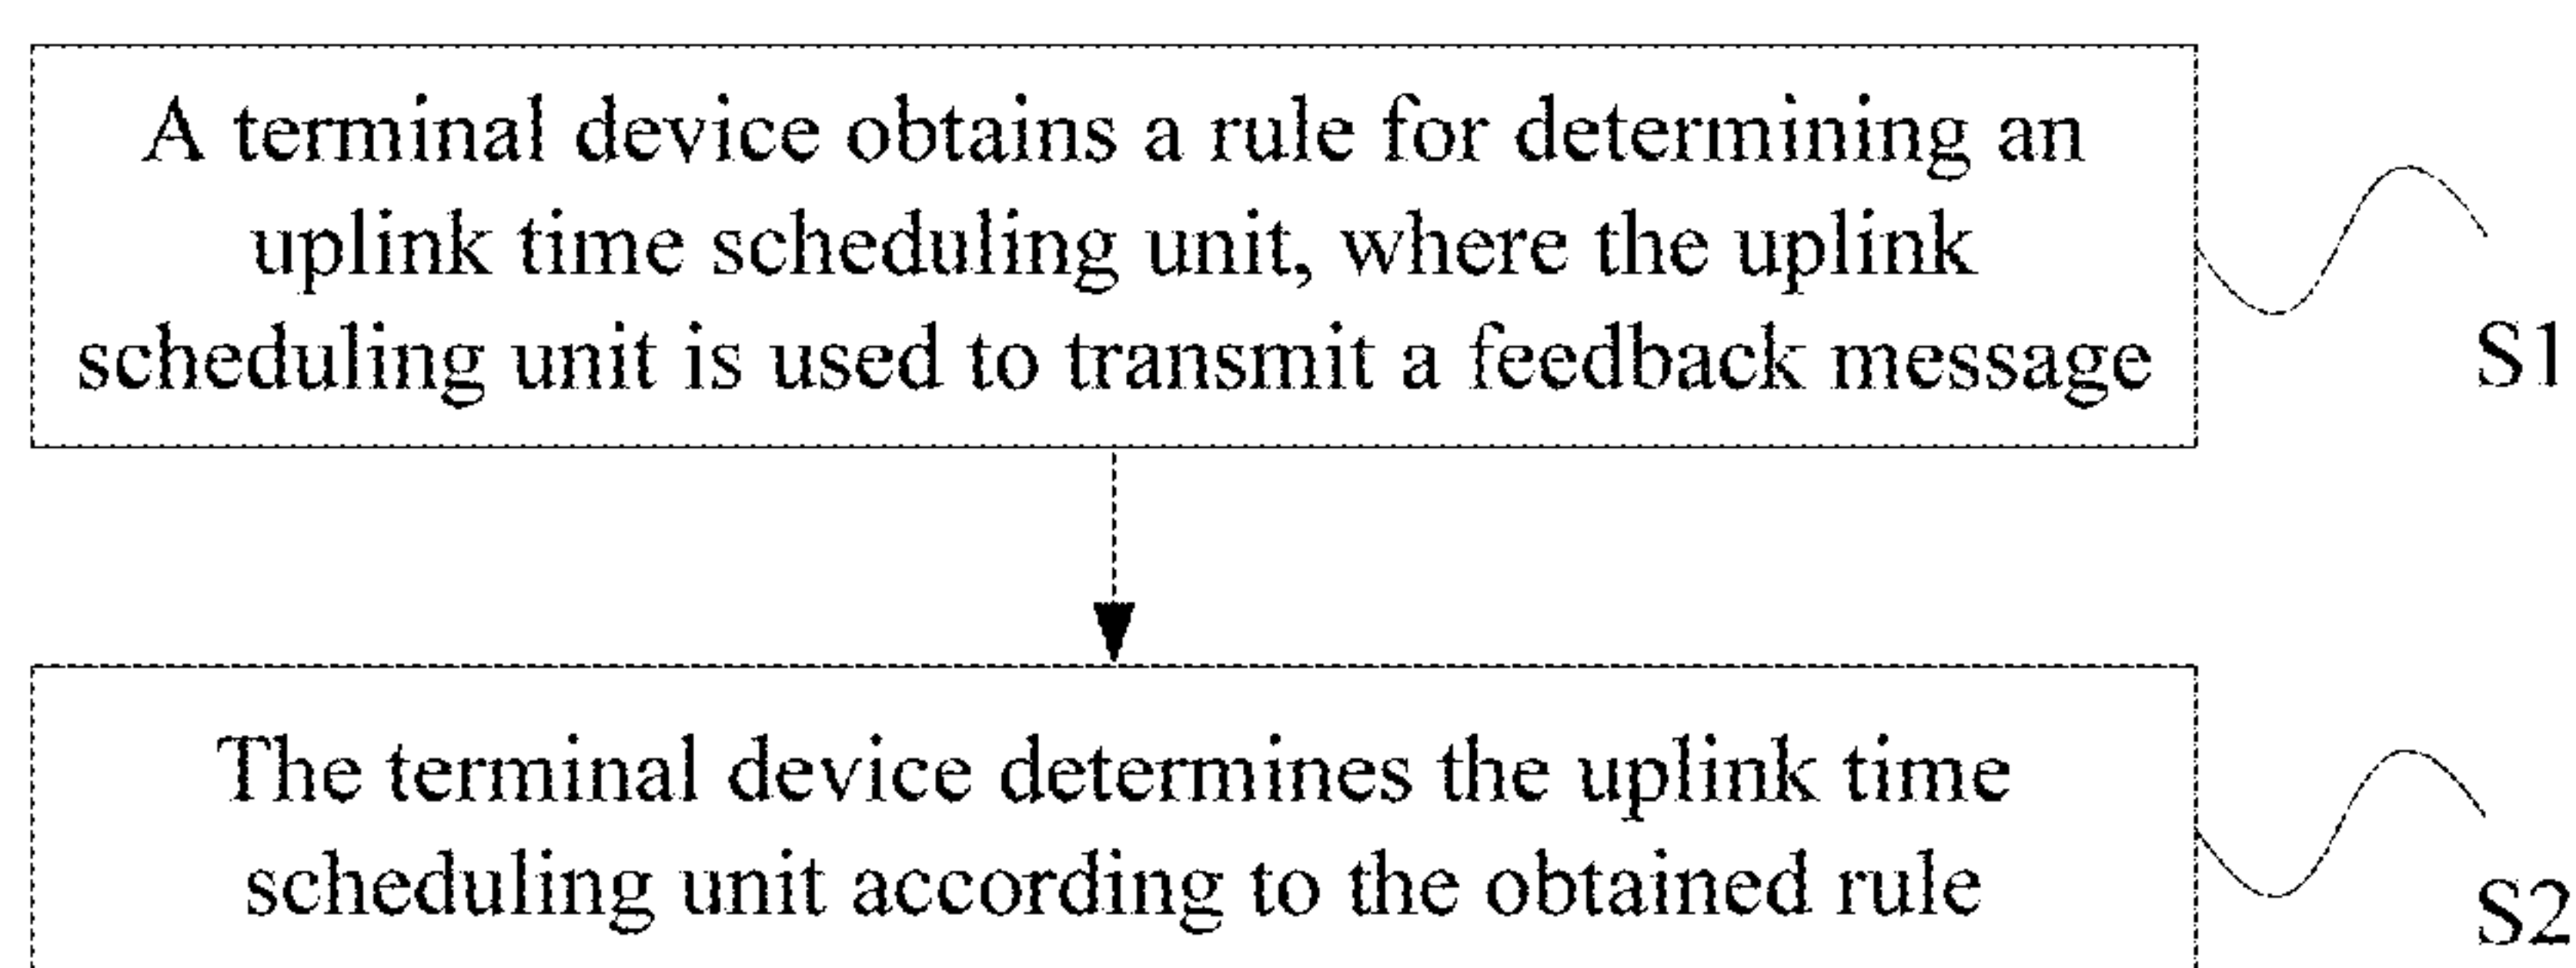 A terminal device obtains a rule for determining an
uplink time scheduling unit, where the uplink
scheduling unit is used to transmit a feedback message
S1
The terminal device determines the uplink time
scheduling unit according to the obtained rule
S2